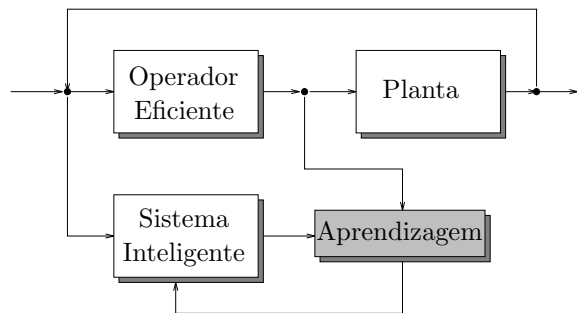 Operador
Eficiente
Planta
Sistema
Inteligente
Aprendizagem